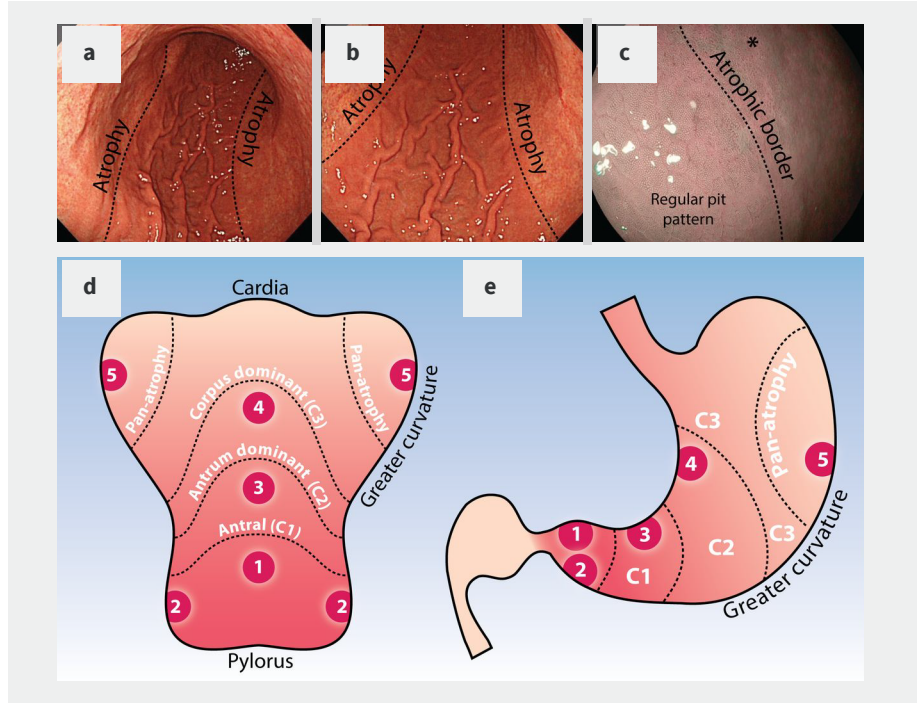 a
Atrophy
Atrophy
b
Atrophy
Atrophy
c
*
Atrophic border
Regular pit
pattern
d
Cardia
Pan-atrophy
Pan-atrophy
5
5
Corpus dominant (C3)
4
Greater curvature
Antrum dominant (C2)
3
Antral (C1)
1
2
2
Pylorus
e
Pan-atrophy
C3
4
5
1
3
2
C1
C2
C3
Greater curvature